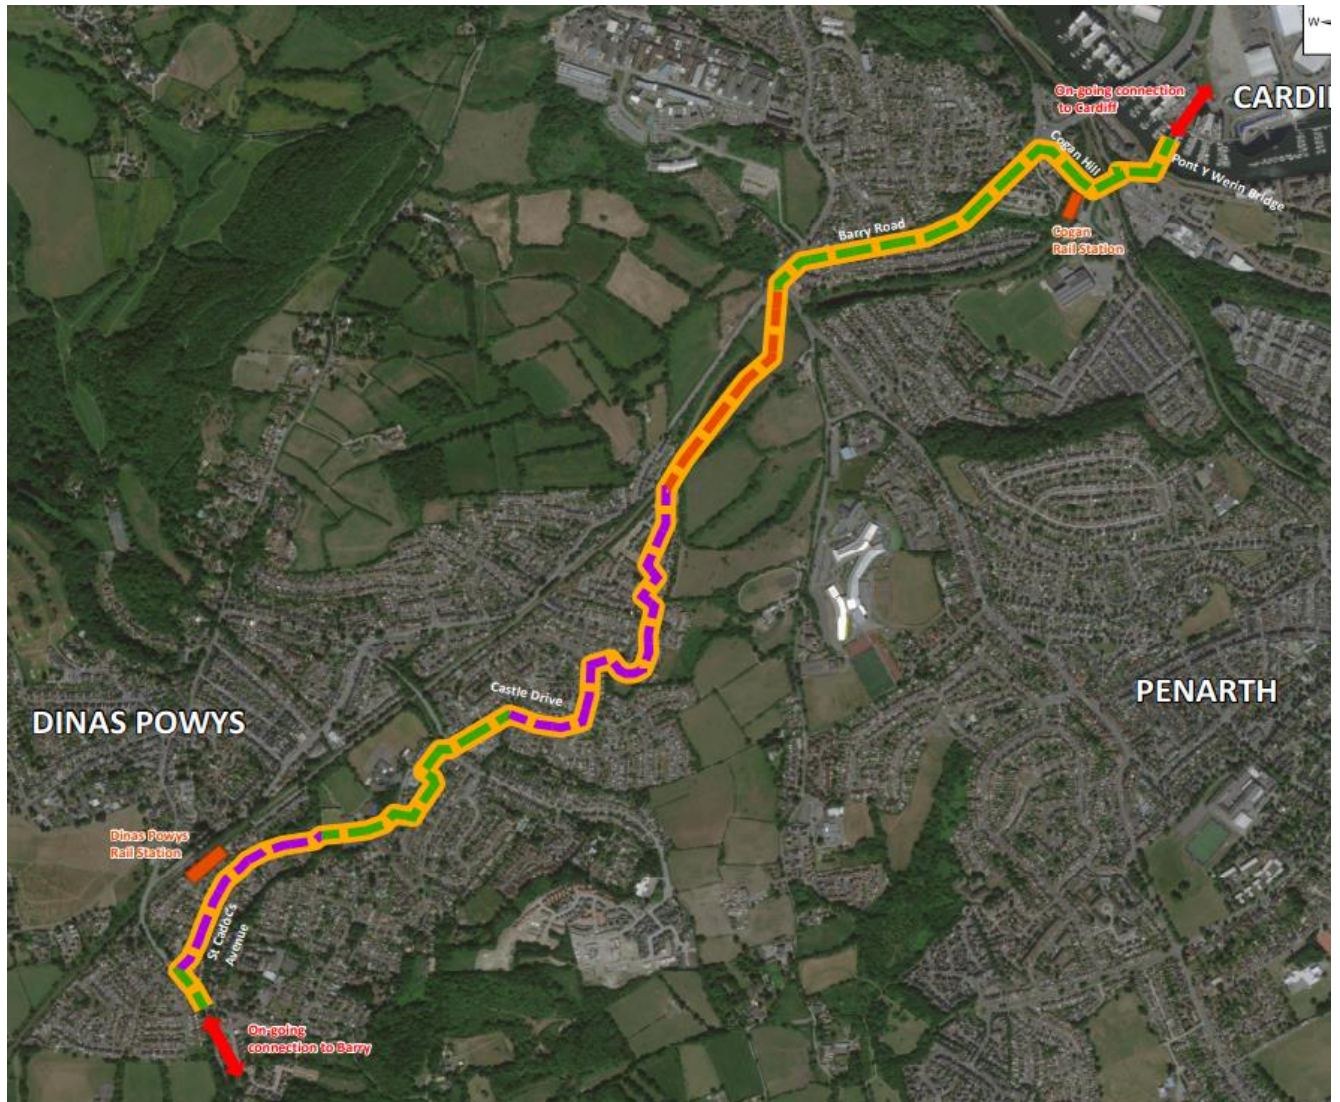 W
On-going connection
to Cardiff
CARDI
Cogan Hill
Pont Y Werin Bridge
Barry Road
Cogan
Rail Station
PENARTH
Castle Drive
DINAS POWYS
Dinas Powys
Rail Station
St Cadoc's
Avenue
On-going
connection to Barry